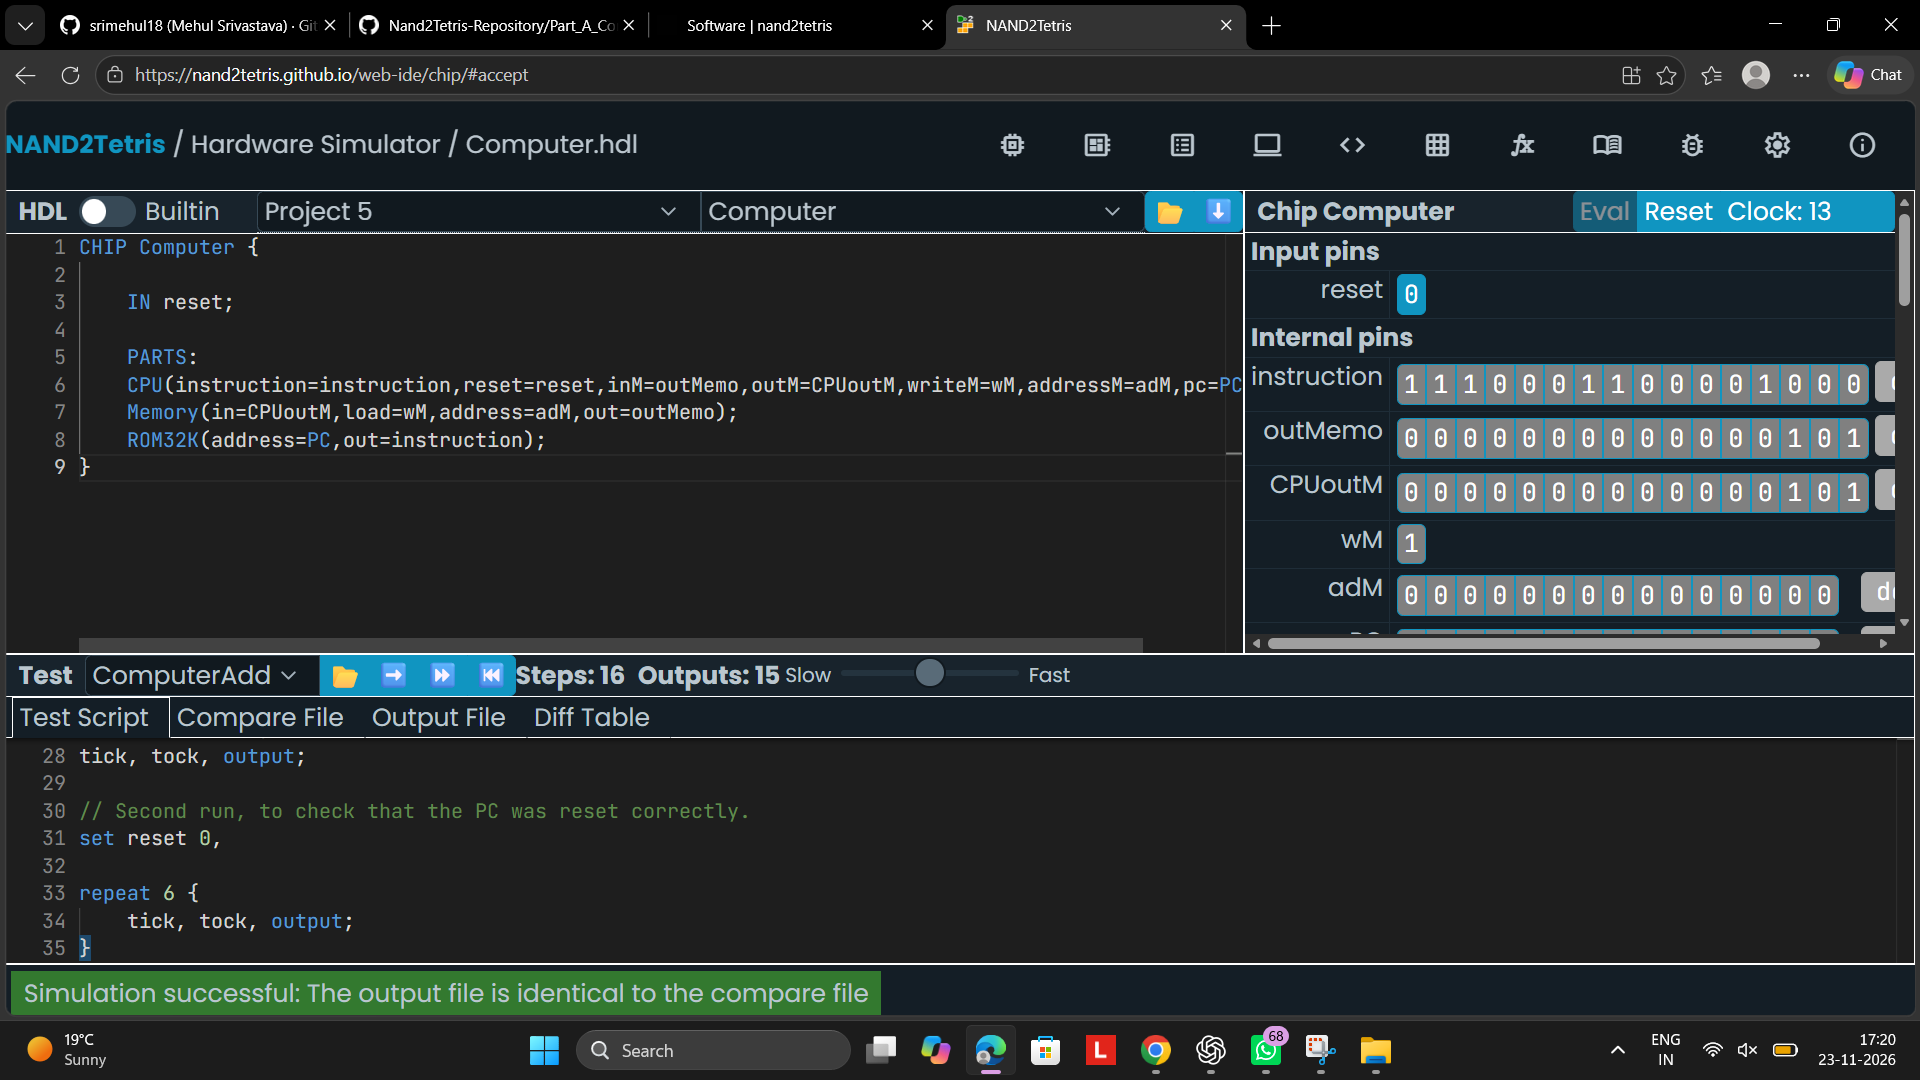 srimehul18 (Mehul Srivastava) · Git
Nand2Tetris-Repository/Part_A_Co
Software | nand2tetris
NAND2Tetris
https://nand2tetris.github.io/web-ide/chip/#accept
Chat
NAND2Tetris / Hardware Simulator / Computer.hdl
HDL Builtin Project 5 Computer
Chip Computer Eval Reset Clock: 13
1 CHIP Computer {
2
3 IN reset;
4
5 PARTS:
6 CPU(instruction=instruction,reset=reset,inM=outMemo,outM=CPUoutM,writeM=wM,addressM=adM,pc=PC
7 Memory(in=CPUoutM,load=wM,address=adM,out=outMemo);
8 ROM32K(address=PC,out=instruction);
9 }
Input pins
reset 0
Internal pins
instruction 1 1 1 0 0 0 1 1 0 0 0 0 1 0 0 0
outMemo 0 0 0 0 0 0 0 0 0 0 0 0 0 1 0 1
CPUoutM 0 0 0 0 0 0 0 0 0 0 0 0 0 1 0 1
wM 1
adM 0 0 0 0 0 0 0 0 0 0 0 0 0 0 0
Test ComputerAdd Steps: 16 Outputs: 15 Slow Fast
Test Script Compare File Output File Diff Table
28 tick, tock, output;
29
30 // Second run, to check that the PC was reset correctly.
31 set reset 0,
32
33 repeat 6 {
34 tick, tock, output;
35 }
Simulation successful: The output file is identical to the compare file
19°C
Sunny
Search
L
68
ENG
IN
17:20
23-11-2026